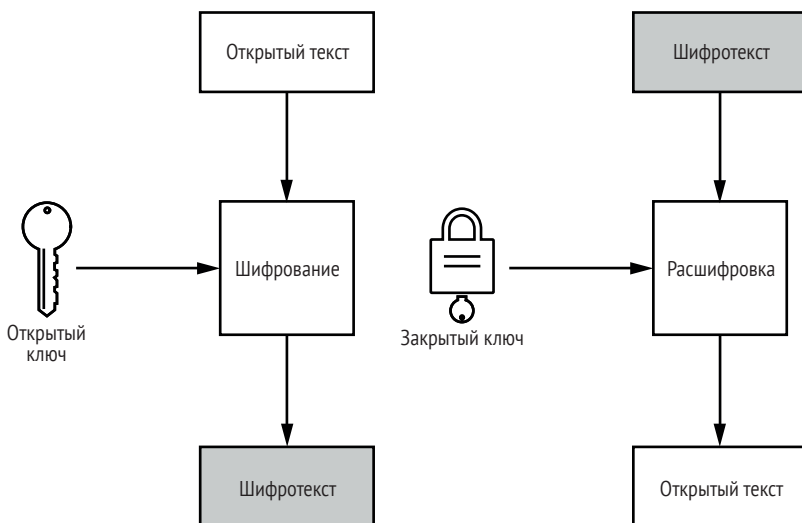 Открытый текст
Шифротекст
Шифрование
Расшифровка
Открытый
ключ
Закрытый ключ
Шифротекст
Открытый текст